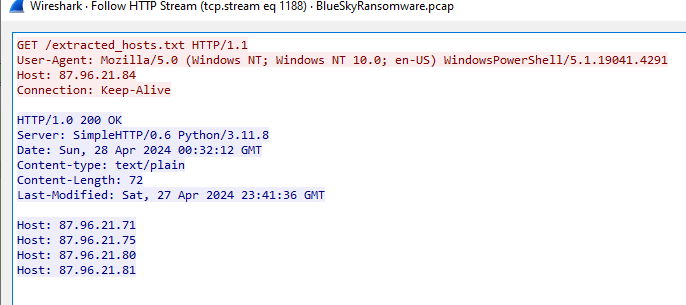 Wireshark · Follow HTTP Stream (tcp.stream eq 1188) · BlueSkyRansomware.pcap
GET /extracted_hosts.txt HTTP/1.1
User-Agent: Mozilla/5.0 (Windows NT; Windows NT 10.0; en-US) WindowsPowerShell/5.1.19041.4291
Host: 87.96.21.84
Connection: Keep-Alive
HTTP/1.0 200 OK
Server: SimpleHTTP/0.6 Python/3.11.8
Date: Sun, 28 Apr 2024 00:32:12 GMT
Content-type: text/plain
Content-Length: 72
Last-Modified: Sat, 27 Apr 2024 23:41:36 GMT
Host: 87.96.21.71
Host: 87.96.21.75
Host: 87.96.21.80
Host: 87.96.21.81